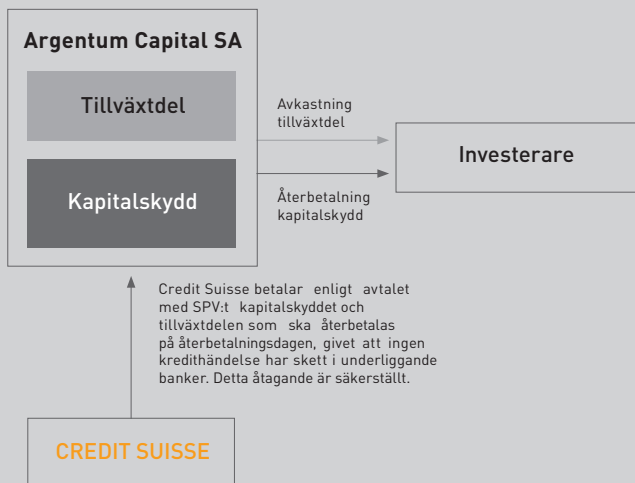 Argentum Capital SA
Tillväxtdel
Kapitalskydd
Avkastning
tillväxtdel
Återbetalning
kapitalskydd
Investerare
Credit Suisse betalar enligt avtalet
med SPV:t kapitalskyddet och
tillväxtdelen som ska återbetalas
på återbetalningsdagen, givet att ingen
kredithändelse har skett i underliggande
banker. Detta åtagande är säkerställt.
CREDIT SUISSE